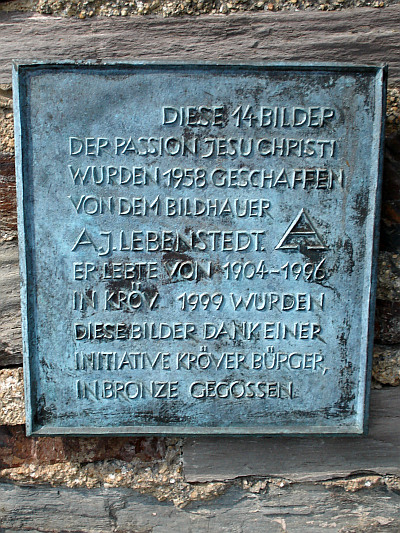 DIESE 14 BILDER
DER PASSION JESU CHRISTI
WURDEN 1958 GESCHAFFEN
VON DEM BILDHAUER
A.J. LEBENSTEDT.
ER LEBTE VON 1904-1996
IN KRÖV. 1999 WURDEN
DIESE BILDER DANK EINER
INITIATIVE KRÖVER BÜRGER,
IN BRONZE GEGOSSEN.